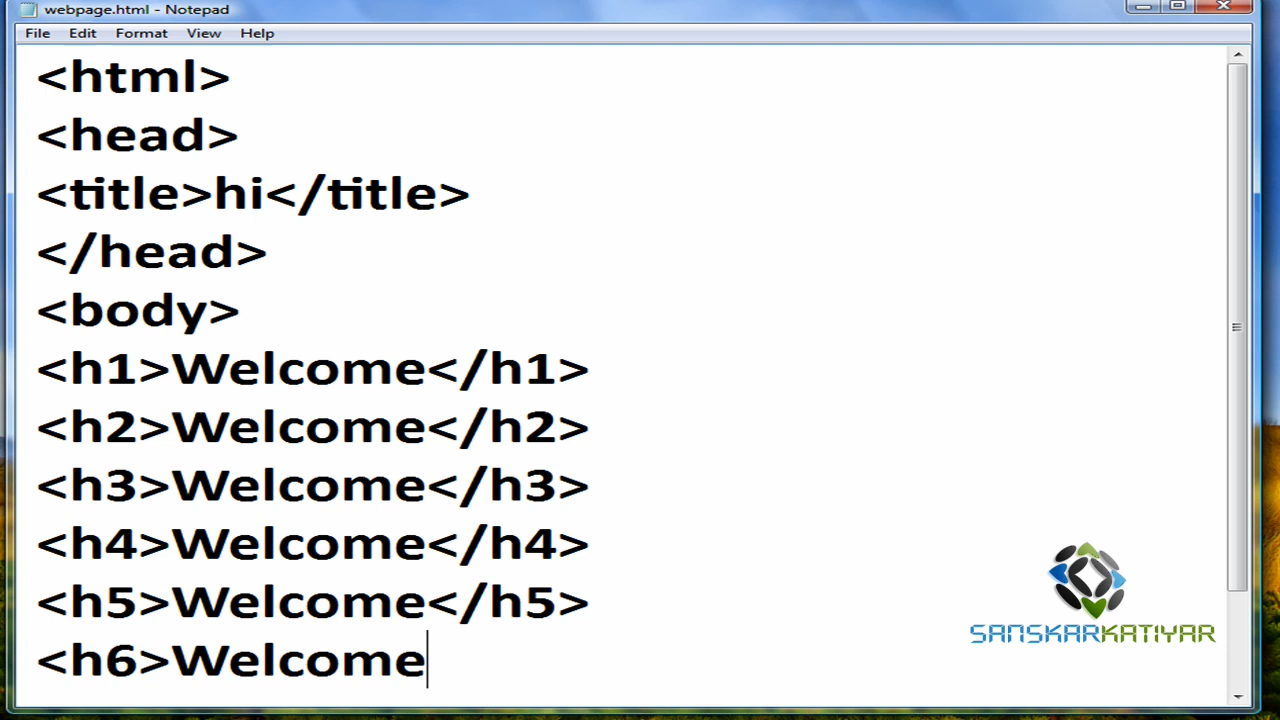 webpage.html - Notepad
File Edit Format View Help
<html>
<head>
<title>hi</title>
</head>
<body>
<h1>Welcome</h1>
<h2>Welcome</h2>
<h3>Welcome</h3>
<h4>Welcome</h4>
<h5>Welcome</h5>
<h6>Welcome
SANSKARKATIYAR